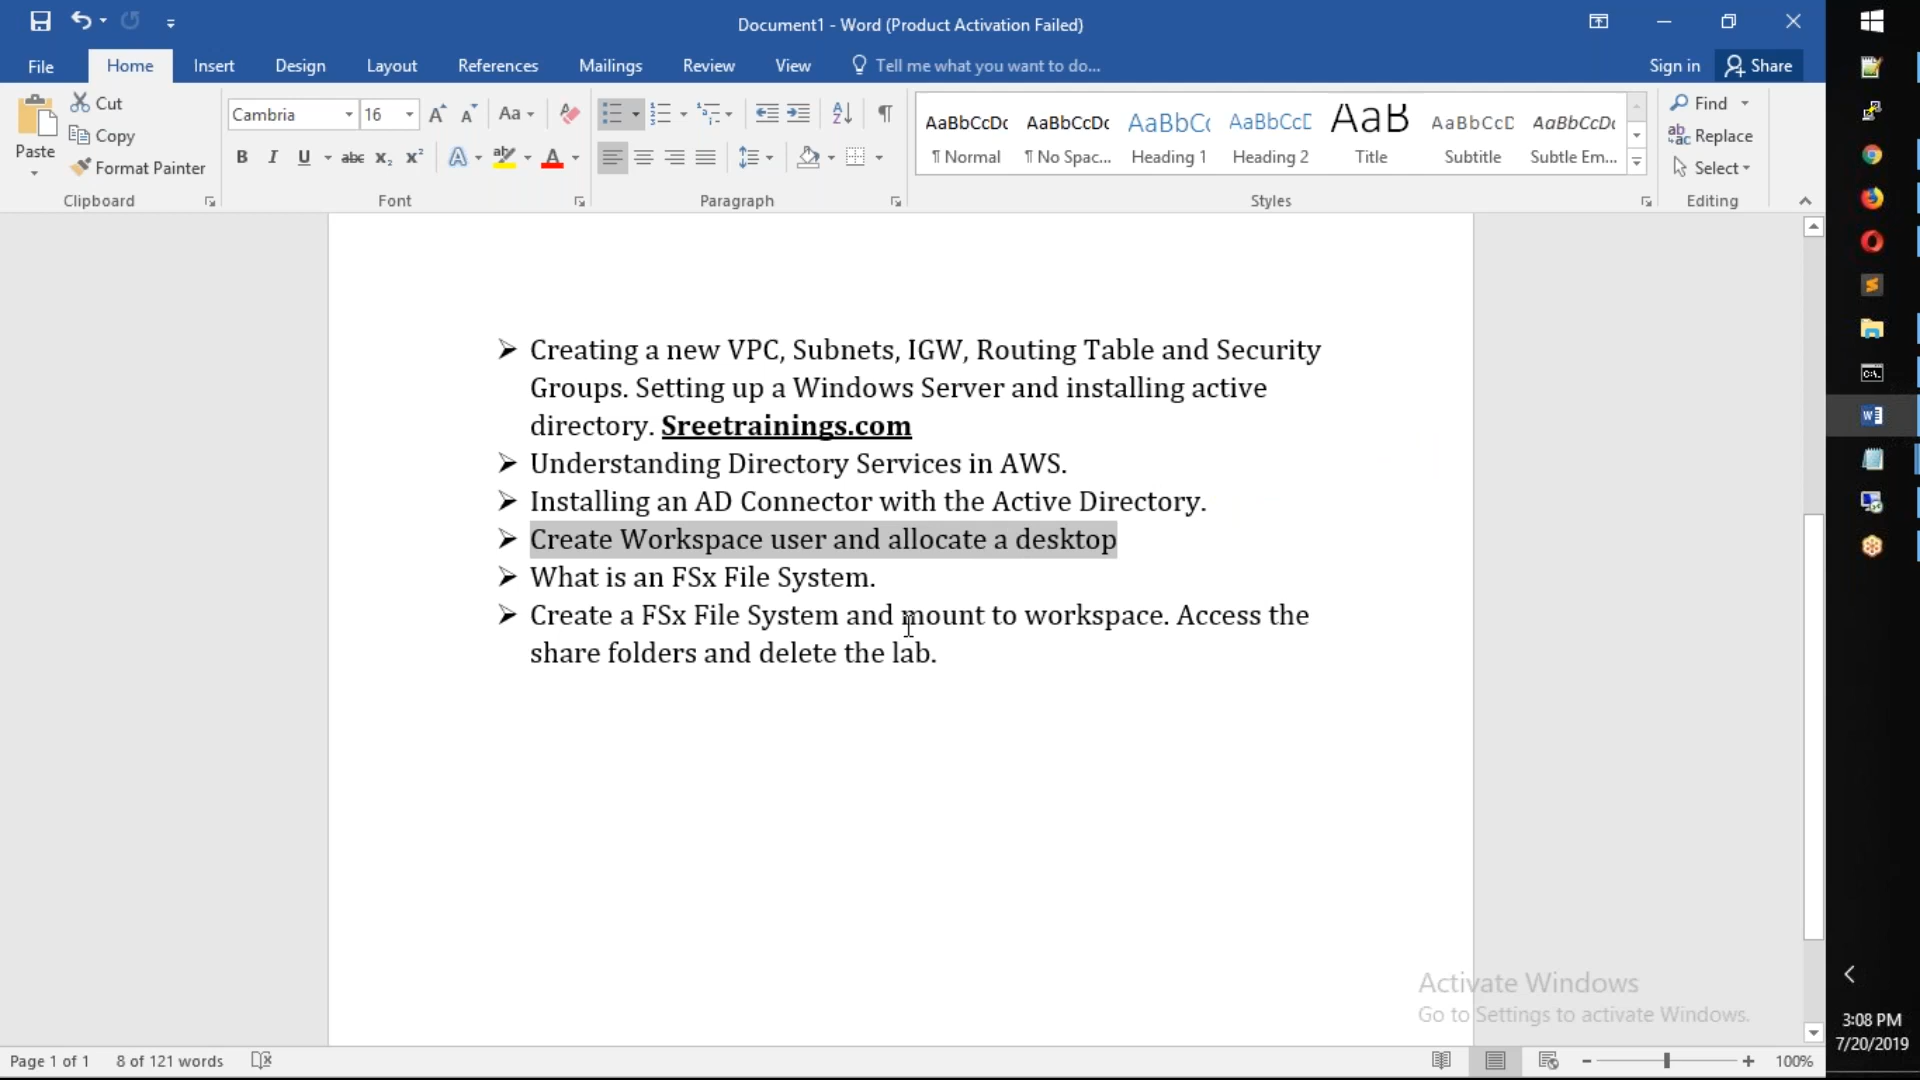 Document1 - Word (Product Activation Failed)
File Home Insert Design Layout References Mailings Review View Tell me what you want to do... Sign in Share
Paste Cut Copy Format Painter
Cambria 16
AaBbCcDc AaBbCcDc AaBbCc AaBbCcC AaB AaBbCcD AaBbCcDc
¶ Normal ¶ No Spac... Heading 1 Heading 2 Title Subtitle Subtle Em...
Find Replace Select
Clipboard Font Paragraph Styles Editing
Creating a new VPC, Subnets, IGW, Routing Table and Security
Groups. Setting up a Windows Server and installing active
directory. Sreetrainings.com
Understanding Directory Services in AWS.
Installing an AD Connector with the Active Directory.
Create Workspace user and allocate a desktop
What is an FSx File System.
Create a FSx File System and mount to workspace. Access the
share folders and delete the lab.
Activate Windows
Go to Settings to activate Windows.
Page 1 of 1 8 of 121 words 100%
3:08 PM
7/20/2019